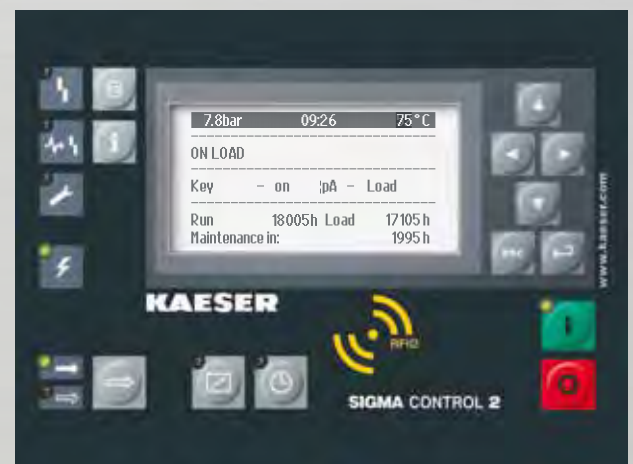 7.8bar 09:26 75°C
ON LOAD
Key - on ¦pA - Load
Run 18005h Load 17105h
Maintenance in: 1995h
esc
KAESER
RFID
I
O
SIGMA CONTROL 2
www.kaeser.com